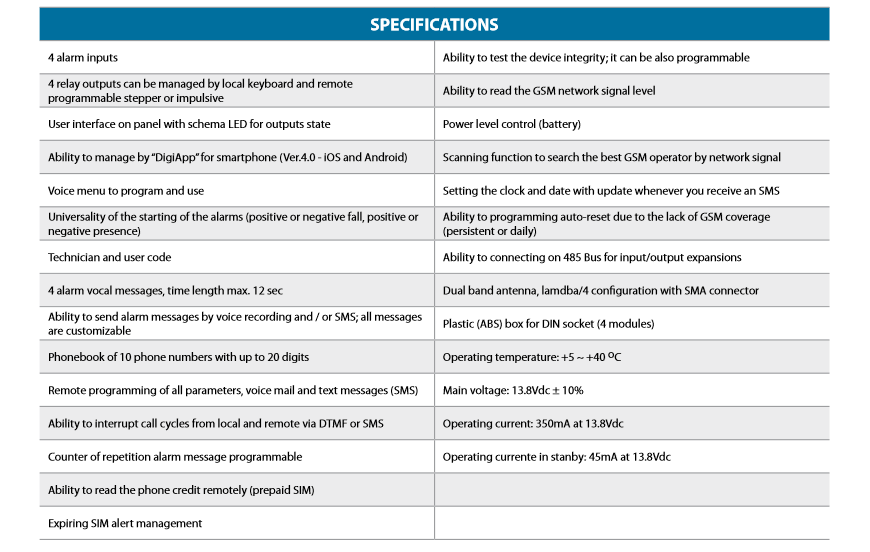 SPECIFICATIONS
4 alarm inputs
Ability to test the device integrity; it can be also programmable
4 relay outputs can be managed by local keyboard and remote
programmable stepper or impulsive
Ability to read the GSM network signal level
User interface on panel with schema LED for outputs state
Power level control (battery)
Ability to manage by “DigiApp” for smartphone (Ver.4.0 - iOS and Android)
Scanning function to search the best GSM operator by network signal
Voice menu to program and use
Setting the clock and date with update whenever you receive an SMS
Universality of the starting of the alarms (positive or negative fall, positive or
negative presence)
Ability to programming auto-reset due to the lack of GSM coverage
(persistent or daily)
Technician and user code
Ability to connecting on 485 Bus for input/output expansions
4 alarm vocal messages, time length max. 12 sec
Dual band antenna, lamdba/4 configuration with SMA connector
Ability to send alarm messages by voice recording and / or SMS; all messages
are customizable
Plastic (ABS) box for DIN socket (4 modules)
Phonebook of 10 phone numbers with up to 20 digits
Operating temperature: +5 ~ +40 ºC
Remote programming of all parameters, voice mail and text messages (SMS)
Main voltage: 13.8Vdc ± 10%
Ability to interrupt call cycles from local and remote via DTMF or SMS
Operating current: 350mA at 13.8Vdc
Counter of repetition alarm message programmable
Operating currente in stanby: 45mA at 13.8Vdc
Ability to read the phone credit remotely (prepaid SIM)
Expiring SIM alert management